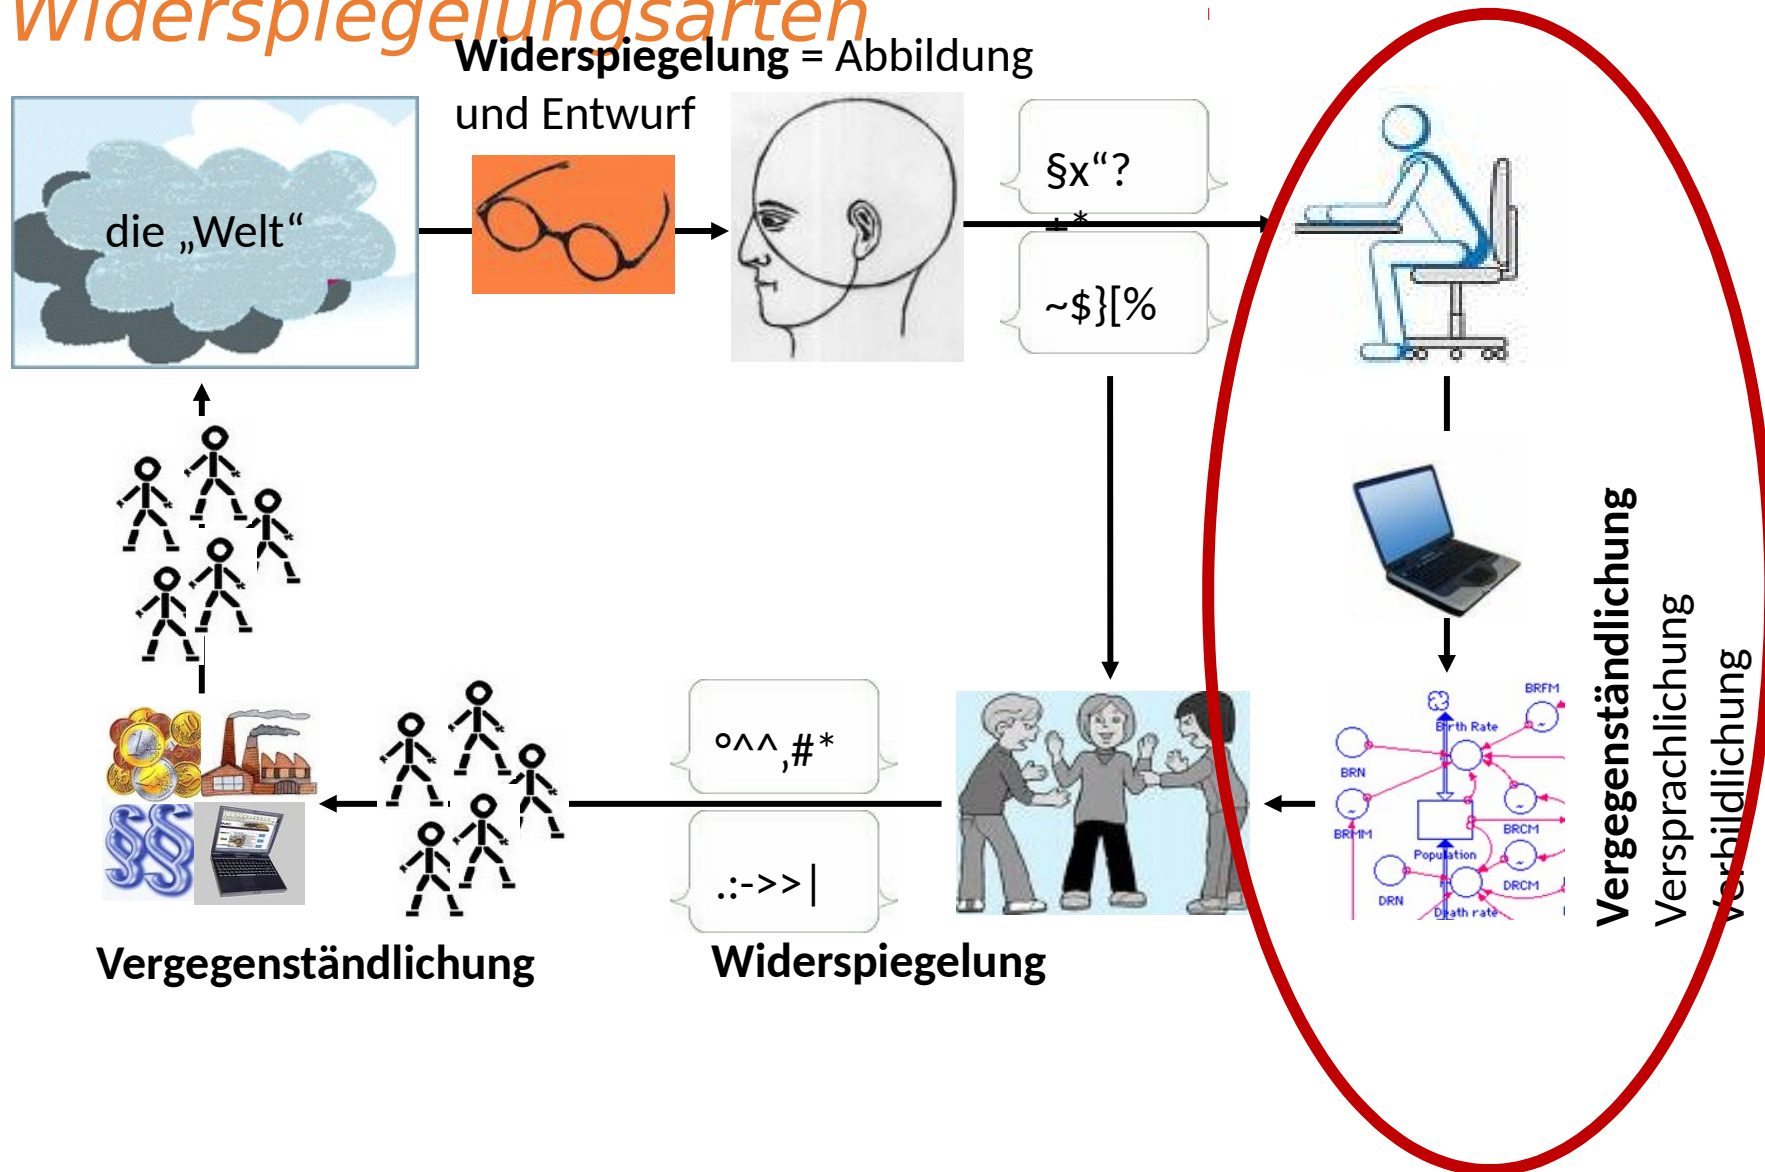 Widerspiegelungsarten
Widerspiegelung = Abbildung
und Entwurf
die „Welt“
§x“?
+*
~$}[%
Vergegenständlichung
Versprachlichung
Verbildlichung
°^^,#*
.:->>|
BRFM
Birth Rate
BRN
BRMM
BRCM
Population
DRCM
DRN
Death rate
Vergegenständlichung
Widerspiegelung